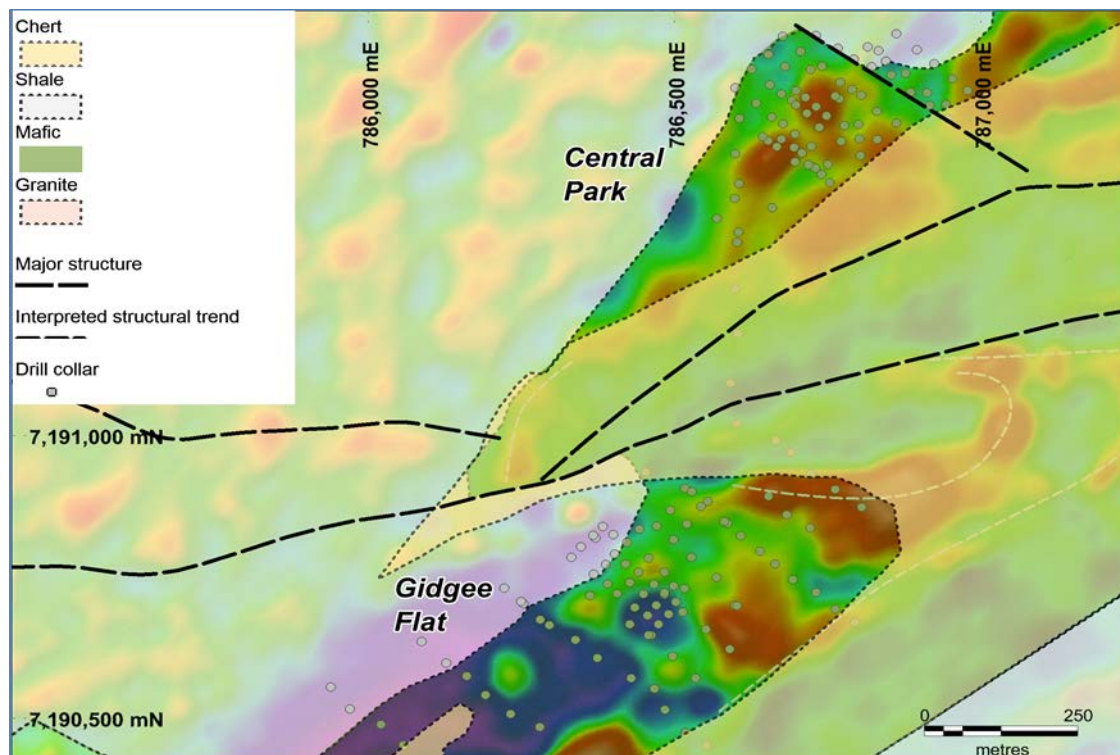 Chert
Shale
Mafic
Granite
Major structure
Interpreted structural trend
Drill collar
786,000 mE
786,500 mE
787,000 mE
Central
Park
7,191,000 mN
Gidgee
Flat
7,190,500 mN
0 250
metres